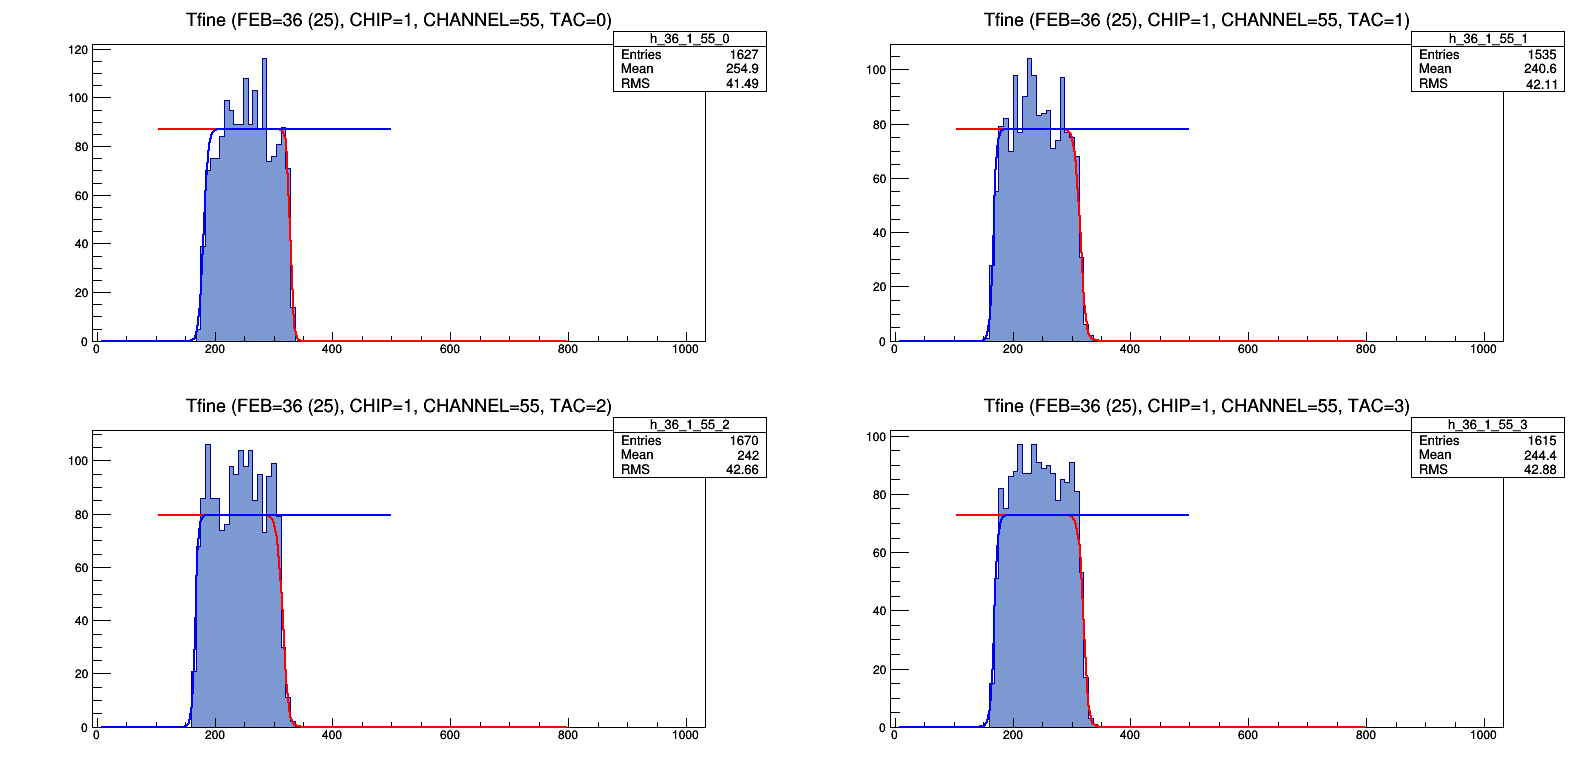 Tfine (FEB=36 (25), CHIP=1, CHANNEL=55, TAC=0)
h_36_1_55_0
Entries 1627
Mean 254.9
RMS 41.49
120
100
80
60
40
20
0
0 200 400 600 800 1000
Tfine (FEB=36 (25), CHIP=1, CHANNEL=55, TAC=1)
h_36_1_55_1
Entries 1535
Mean 240.6
RMS 42.11
100
80
60
40
20
0
0 200 400 600 800 1000
Tfine (FEB=36 (25), CHIP=1, CHANNEL=55, TAC=2)
h_36_1_55_2
Entries 1670
Mean 242
RMS 42.66
100
80
60
40
20
0
0 200 400 600 800 1000
Tfine (FEB=36 (25), CHIP=1, CHANNEL=55, TAC=3)
h_36_1_55_3
Entries 1615
Mean 244.4
RMS 42.88
100
80
60
40
20
0
0 200 400 600 800 1000